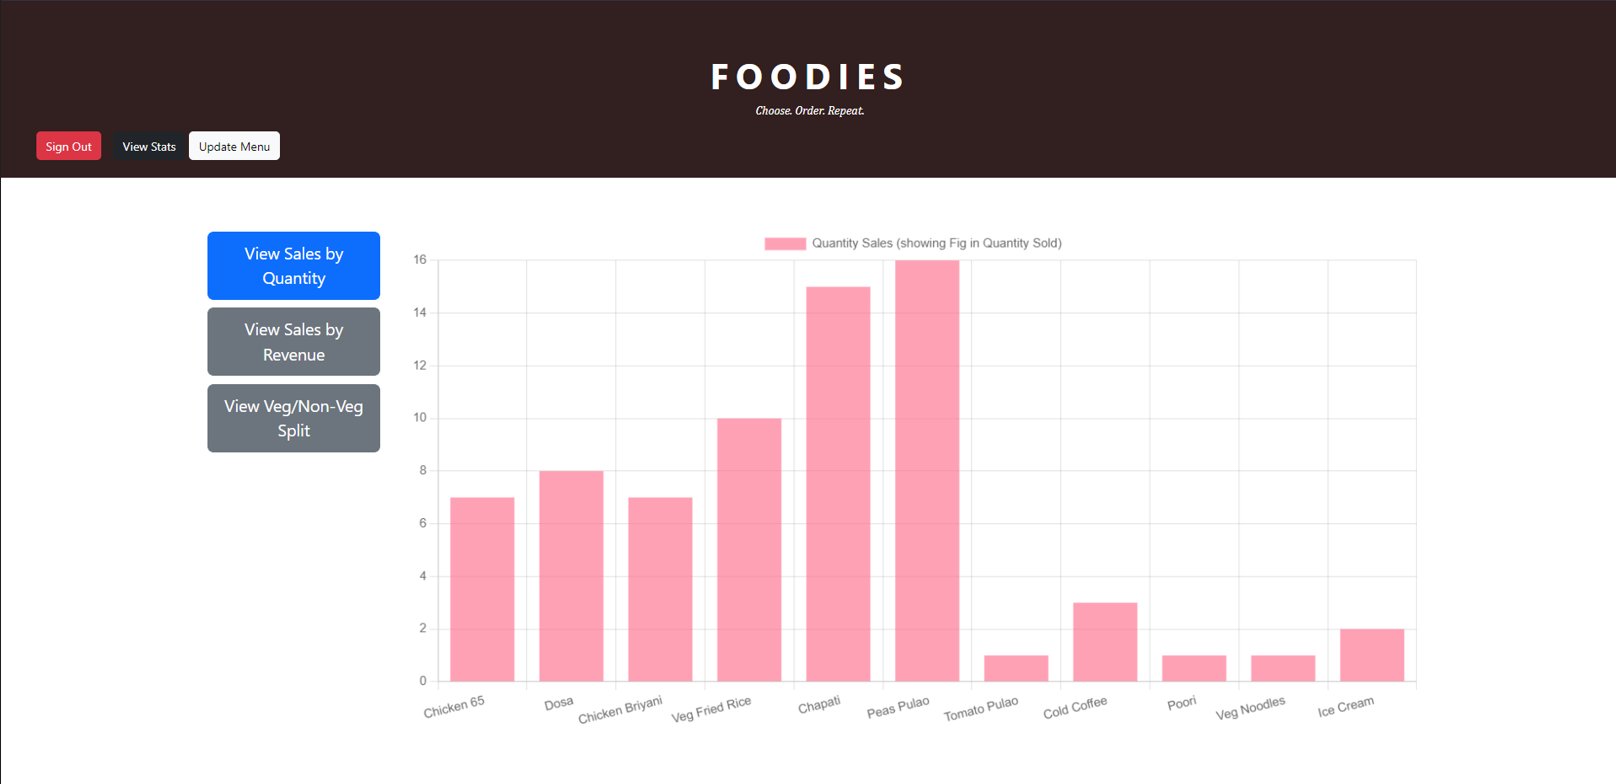 FOODIES
Choose. Order. Repeat.
Sign Out
View Stats
Update Menu
View Sales by
Quantity
View Sales by
Revenue
View Veg/Non-Veg
Split
Quantity Sales (showing Fig in Quantity Sold)
16
14
12
10
8
6
4
2
0
Chicken 65
Dosa
Chicken Briyani
Veg Fried Rice
Chapati
Peas Pulao
Tomato Pulao
Cold Coffee
Poori
Veg Noodles
Ice Cream